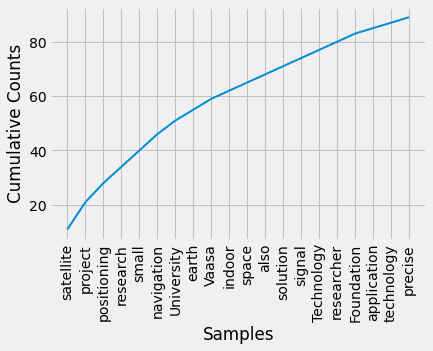 Cumulative Counts
80
60
40
20
satellite
project
positioning
research
small
navigation
University
earth
Vaasa
indoor
space
also
solution
signal
Technology
researcher
Foundation
application
technology
precise
Samples